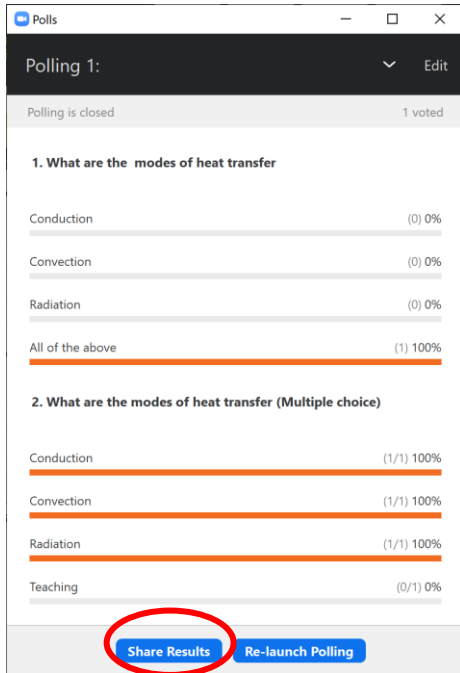 Polls
Polling 1: Edit
Polling is closed 1 voted
1. What are the modes of heat transfer
Conduction (0) 0%
Convection (0) 0%
Radiation (0) 0%
All of the above (1) 100%
2. What are the modes of heat transfer (Multiple choice)
Conduction (1/1) 100%
Convection (1/1) 100%
Radiation (1/1) 100%
Teaching (0/1) 0%
Share Results Re-launch Polling